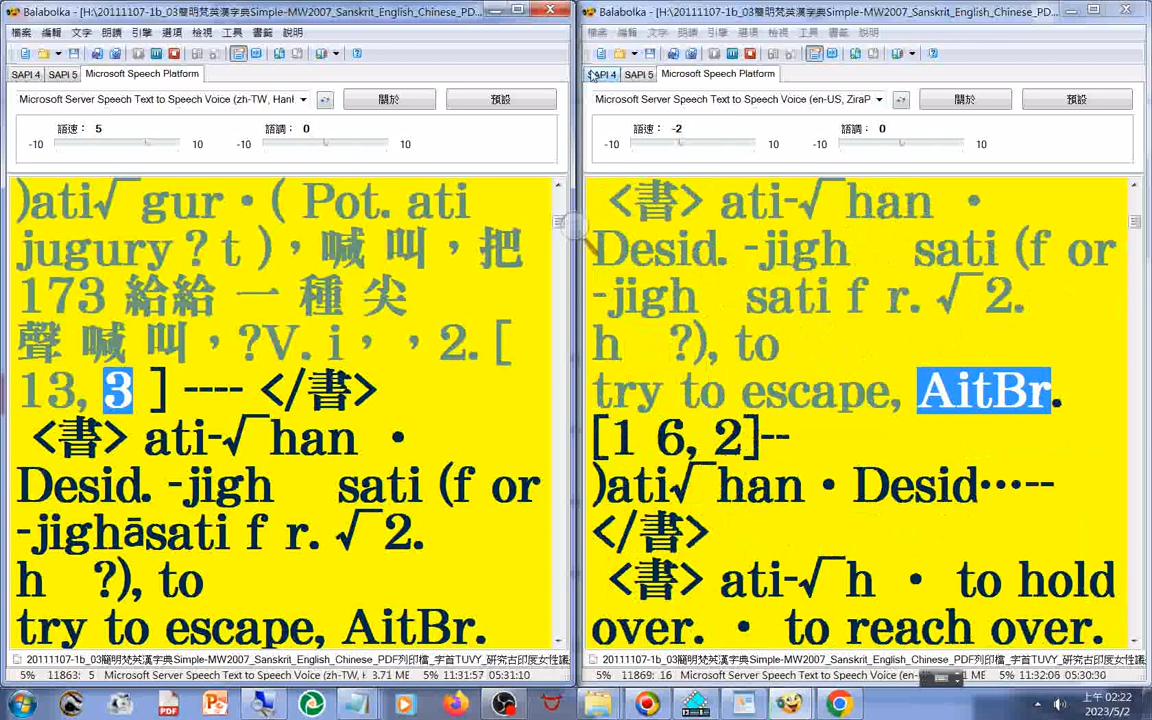 Balabolka - [H:\20111107-1b_03簡明梵英漢字典Simple-MW2007_Sanskrit_English_Chinese_PD...
檔案 編輯 文字 朗讀 引擎 選項 檢視 工具 書籤 說明
SAPI 4 SAPI 5 Microsoft Speech Platform
Microsoft Server Speech Text to Speech Voice (zh-TW, Hanl
關於
預設
語速： 5
語調： 0
-10 10 -10 10
)ati√gur • ( Pot. ati
jugury ? t )，喊 叫，把
173 給給 一 種 尖
聲 喊 叫，?V. i，，2. [
13, 3 ] ---- </書>
<書> ati-√han •
Desid. -jigh sati (f or
-jighāsati f r. √2.
h ?), to
try to escape, AitBr.
20111107-1b_03簡明梵英漢字典Simple-MW2007_Sanskrit_English_Chinese_PDF列印檔_字首TUVY_研究古印度女性議
5% 11863: 5 Microsoft Server Speech Text to Speech Voice (zh-TW, H 3.71 ME 11:31:57 05:31:10
Balabolka - [H:\20111107-1b_03簡明梵英漢字典Simple-MW2007_Sanskrit_English_Chinese_PD...
檔案 編輯 文字 朗讀 引擎 選項 檢視 工具 書籤 說明
SAPI 4 SAPI 5 Microsoft Speech Platform
Microsoft Server Speech Text to Speech Voice (en-US, ZiraP
關於
預設
語速： -2
語調： 0
-10 10 -10 10
<書> ati-√han •
Desid. -jigh sati (f or
-jigh sati f r. √2.
h ?), to
try to escape, AitBr.
[1 6, 2]--
)ati√han • Desid…--
</書>
<書> ati-√h • to hold
over. • to reach over.
20111107-1b_03簡明梵英漢字典Simple-MW2007_Sanskrit_English_Chinese_PDF列印檔_字首TUVY_研究古印度女性議
5% 11869: 16 Microsoft Server Speech Text to Speech Voice (en- ME 11:32:06 05:30:30
上午 02:22
2023/5/2